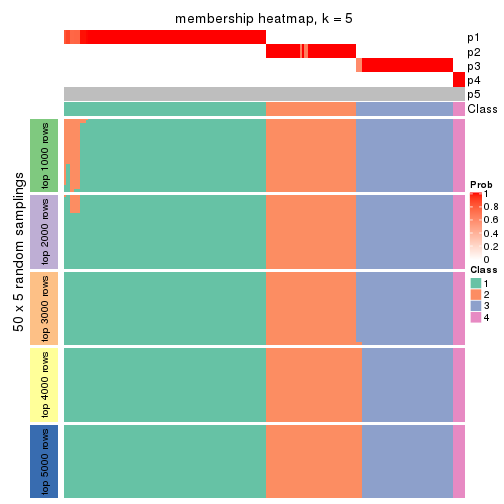 membership heatmap, k = 5
p1
p2
p3
p4
p5
Class
50 x 5 random samplings
top 1000 rows
top 2000 rows
top 3000 rows
top 4000 rows
top 5000 rows
Prob
1
0.8
0.6
0.4
0.2
0
Class
1
2
3
4